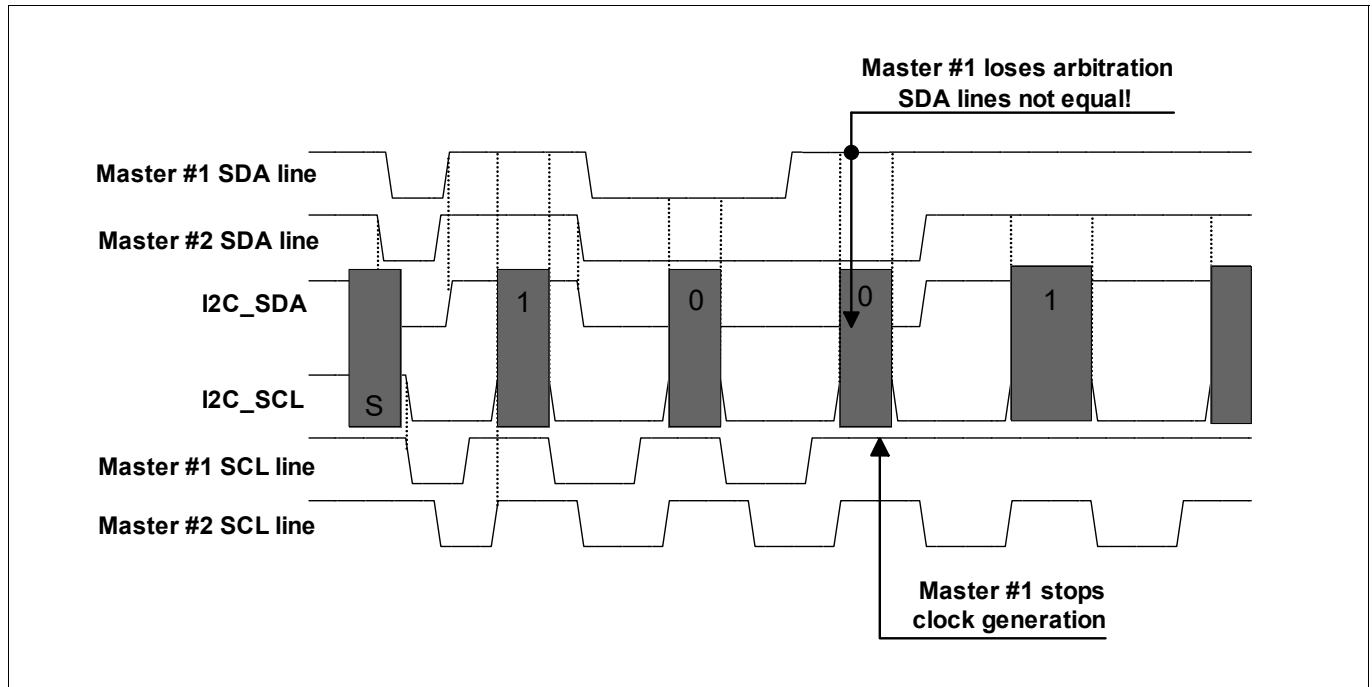 Master #1 loses arbitration
SDA lines not equal!
Master #1 SDA line
Master #2 SDA line
I2C_SDA
1
0
0
1
I2C_SCL
S
Master #1 SCL line
Master #2 SCL line
Master #1 stops
clock generation